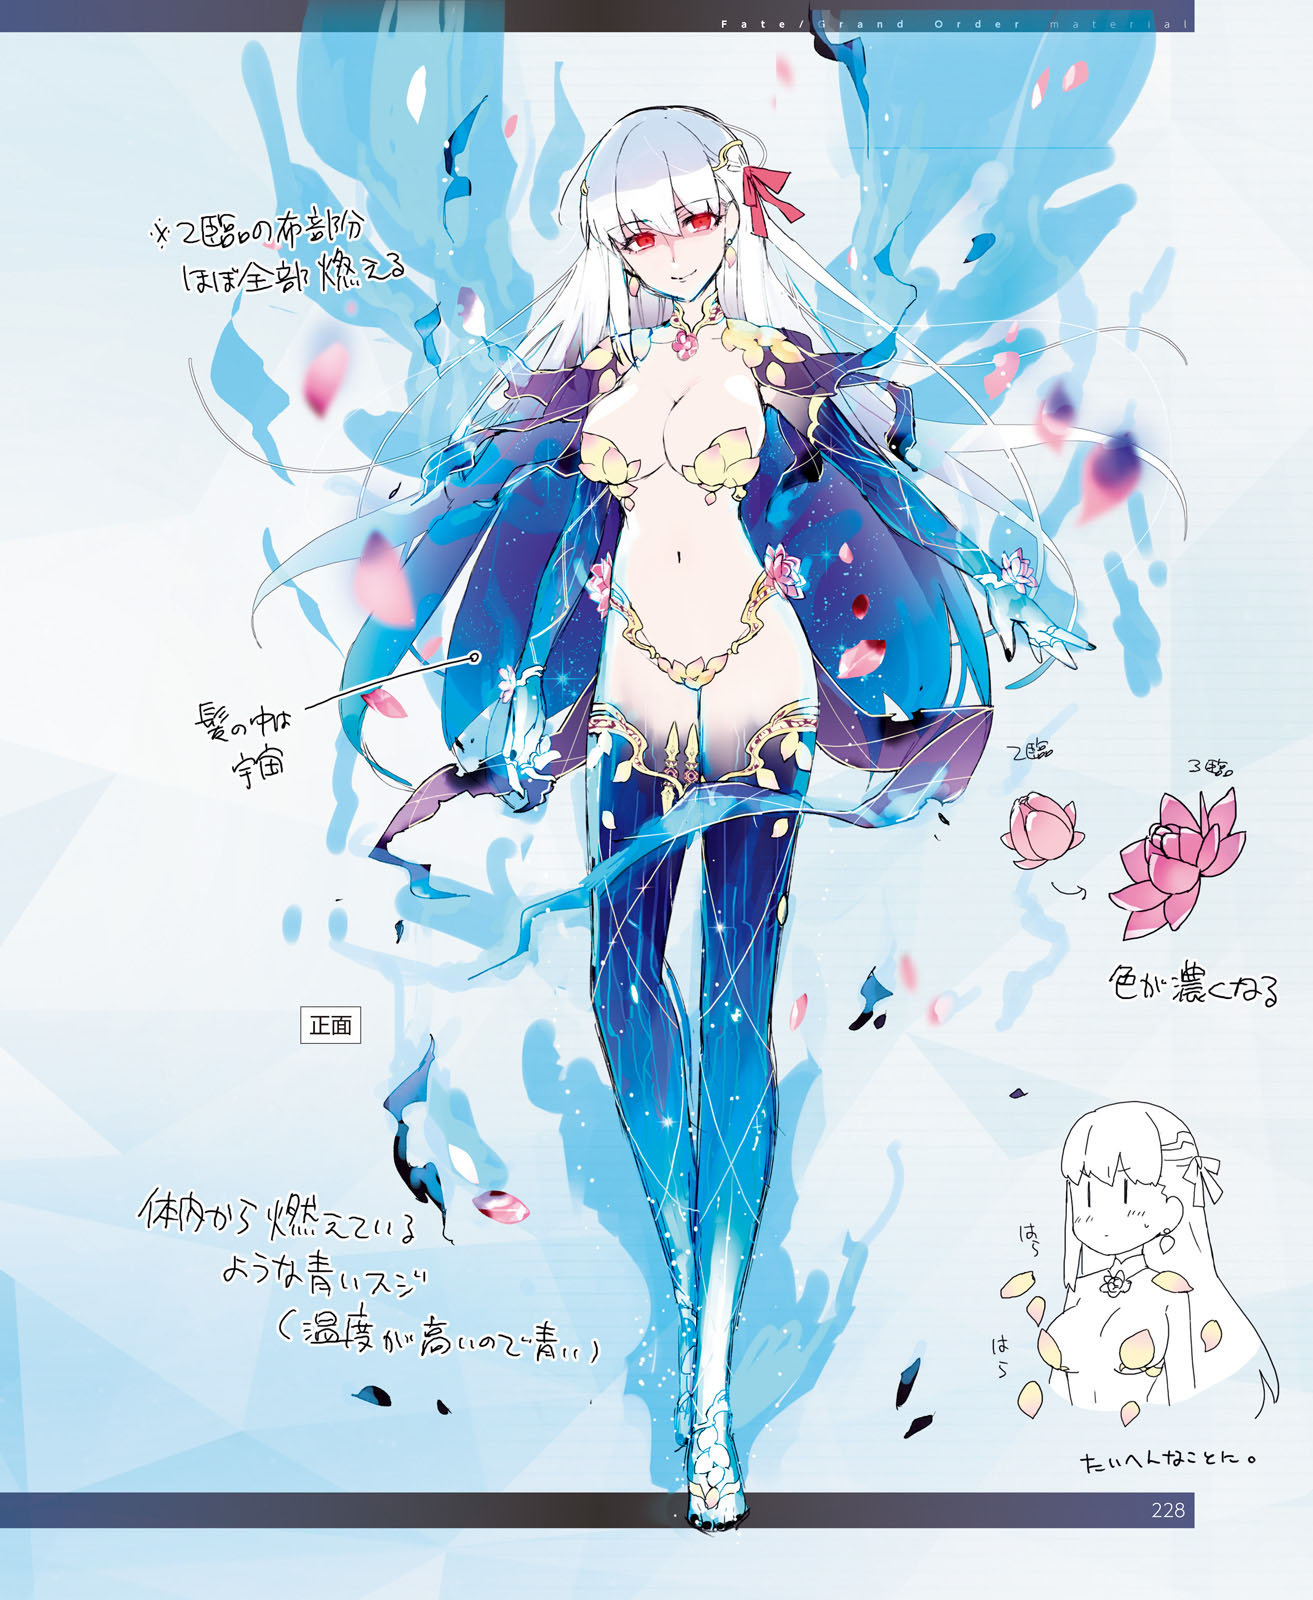 Fate/Grand Order material
※2臨の布部分
ほぼ全部燃える
髪の中は
宇宙
2臨
3臨
色が濃くなる
正面
体内から燃えている
ような青いスジ
(温度が高いので青い)
はら
はら
たいへんなことに。
228